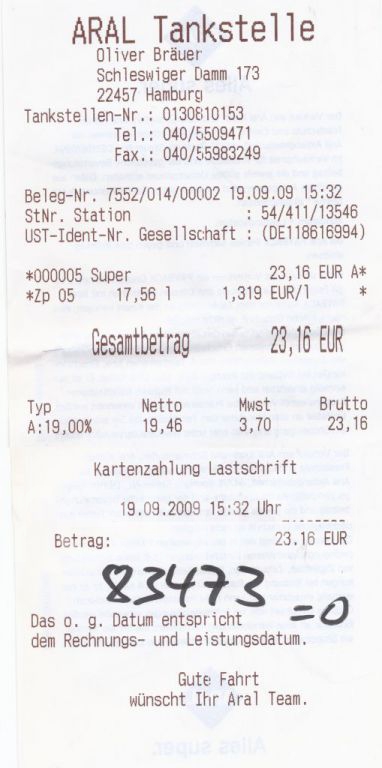 ARAL Tankstelle
Oliver Bräuer
Schleswiger Damm 173
22457 Hamburg
Tankstellen-Nr.: 0130810153
Tel.: 040/5509471
Fax.: 040/55983249
Beleg-Nr. 7552/014/00002 19.09.09 15:32
StNr. Station : 54/411/13546
UST-Ident-Nr. Gesellschaft : (DE118616994)
*000005 Super 23,16 EUR A*
*Zp 05 17,56 l 1,319 EUR/l *
Gesamtbetrag 23,16 EUR
Typ Netto Mwst Brutto
A:19,00% 19,46 3,70 23,16
Kartenzahlung Lastschrift
19.09.2009 15:32 Uhr
Betrag: 23.16 EUR
83473 =0
Das o. g. Datum entspricht
dem Rechnungs- und Leistungsdatum.
Gute Fahrt
wünscht Ihr Aral Team.
Alles super.